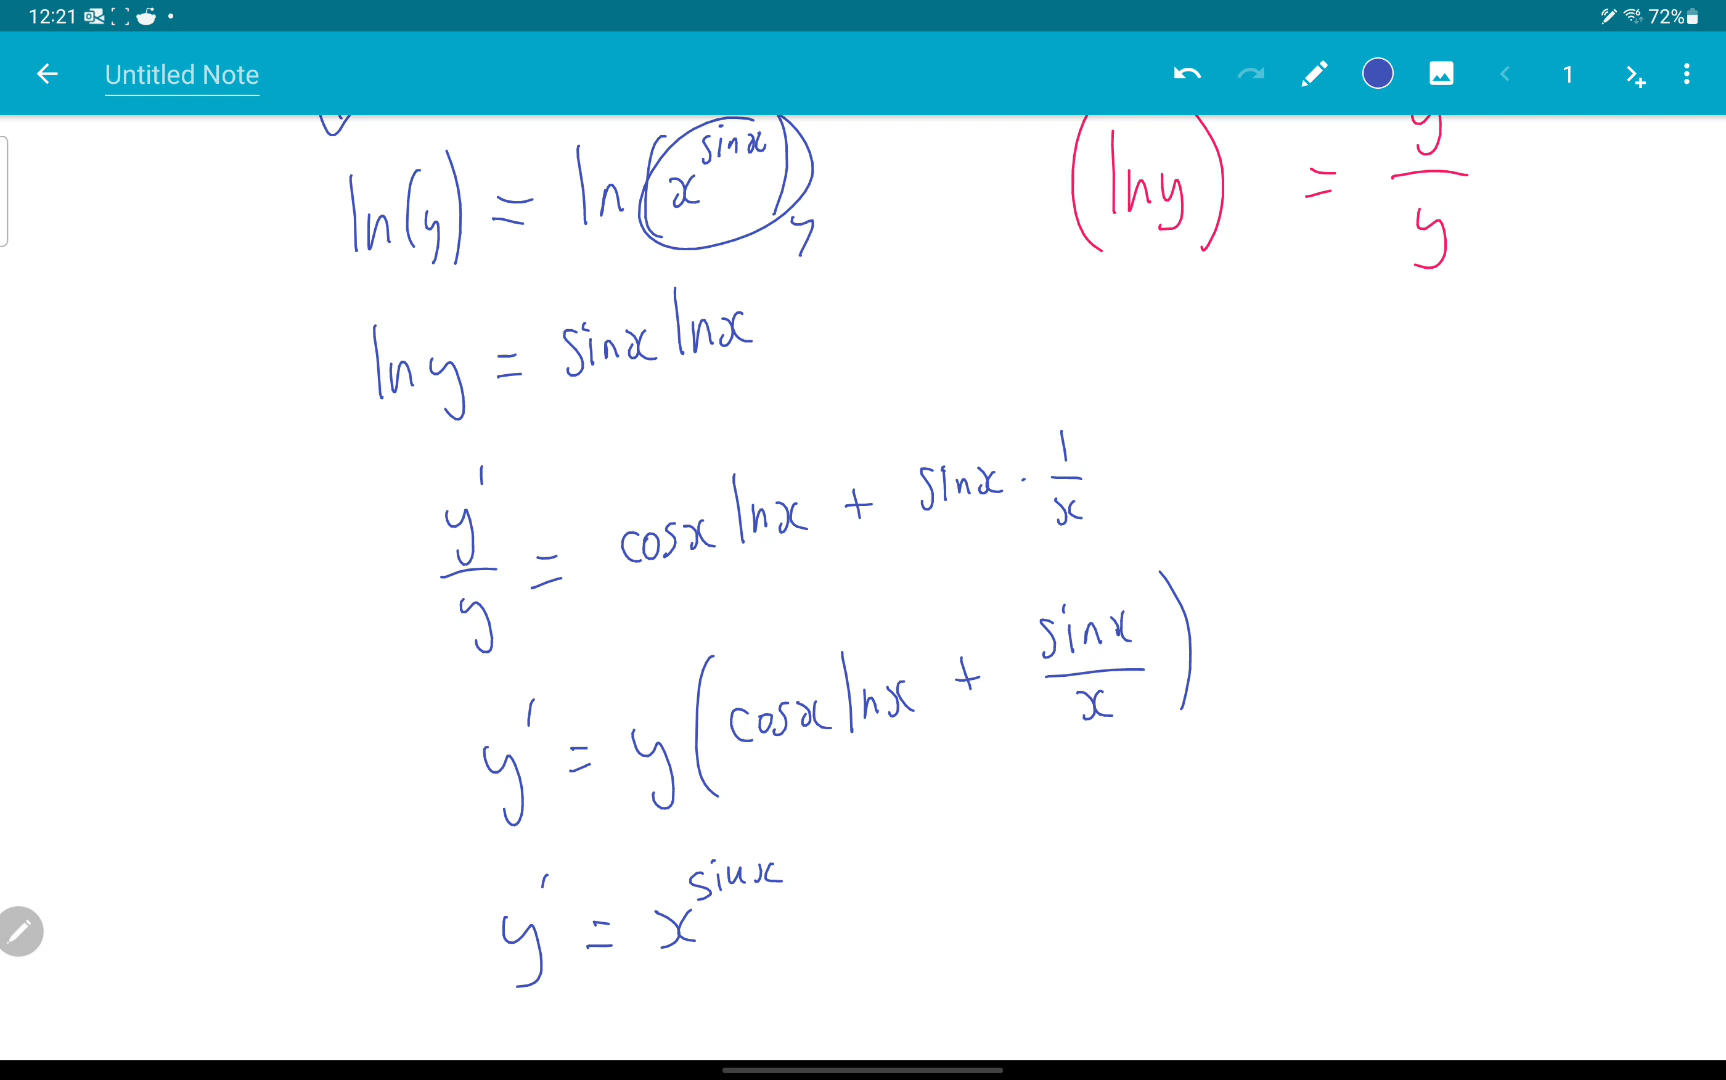 12:21 72%
Untitled Note 1
ln(y) = ln(x^sinx)
(lny) = y/y
ln y = sinx lnx
y'/y = cosx lnx + sinx · 1/x
y' = y(cosx lnx + sinx/x)
y' = x^sinx